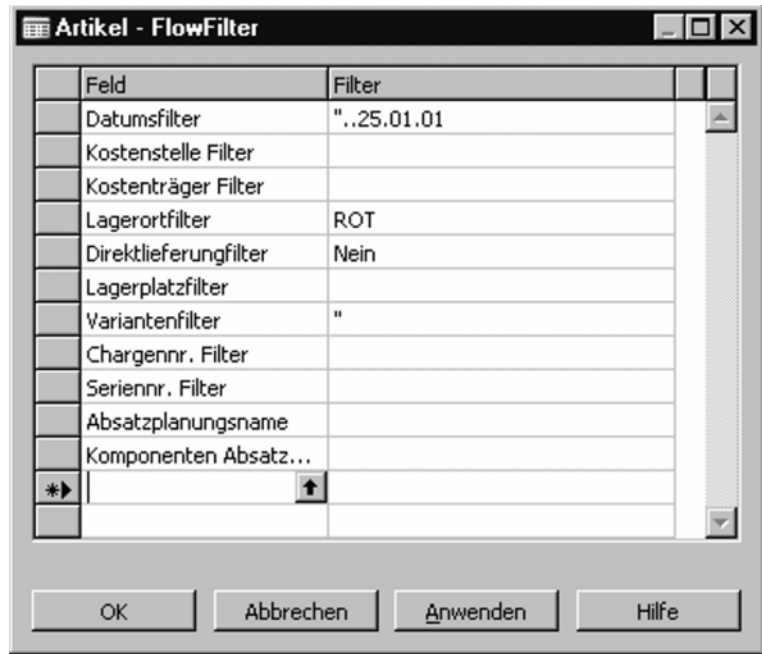 Artikel - FlowFilter
Feld Filter
Datumsfilter "..25.01.01
Kostenstelle Filter
Kostenträger Filter
Lagerortfilter ROT
Direktlieferungfilter Nein
Lagerplatzfilter
Variantenfilter "
Chargennr. Filter
Seriennr. Filter
Absatzplanungsname
Komponenten Absatz...
OK Abbrechen Anwenden Hilfe